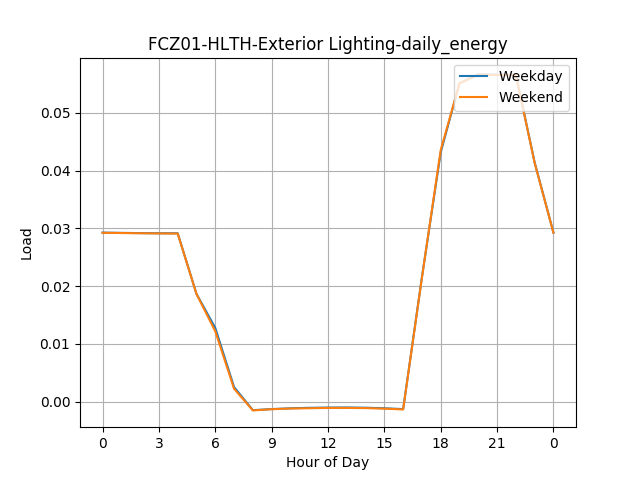 FCZ01-HLTH-Exterior Lighting-daily_energy
Weekday
Weekend
0.05
0.04
0.03
0.02
0.01
0.00
Load
0 3 6 9 12 15 18 21 0
Hour of Day